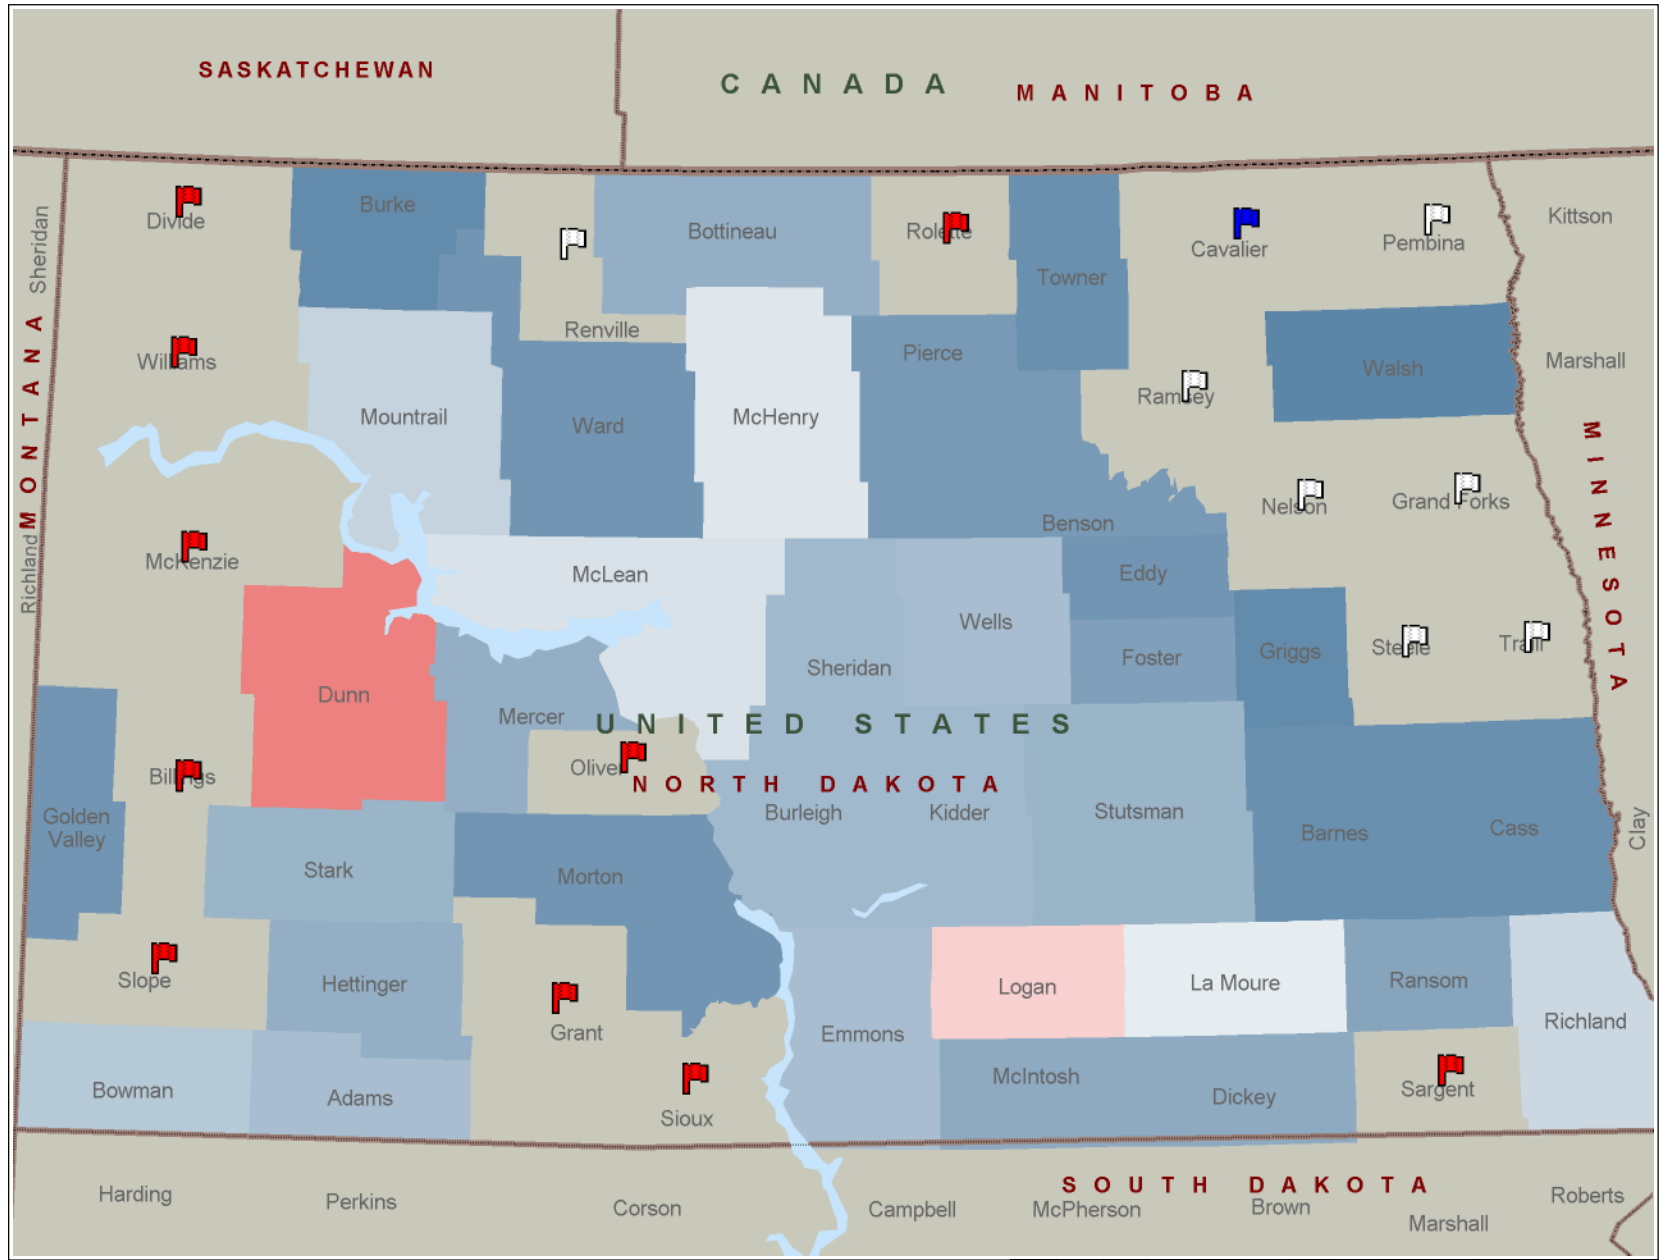 SASKATCHEWAN
CANADA
MANITOBA
Divide
Burke
Bottineau
Rolette
Towner
Cavalier
Pembina
Kittson
Sheridan
Renville
Williams
Mountrail
Ward
McHenry
Pierce
Ramsey
Walsh
Marshall
MONTANA
MINNESOTA
Nelson
Grand Forks
Benson
McKenzie
Richland
McLean
Eddy
Wells
Sheridan
Foster
Griggs
Steele
Traill
Dunn
Mercer
UNITED STATES
Billings
Oliver
NORTH DAKOTA
Golden
Valley
Burleigh
Kidder
Stutsman
Barnes
Cass
Clay
Stark
Morton
Slope
Hettinger
Logan
La Moure
Ransom
Grant
Emmons
Richland
Bowman
Adams
McIntosh
Dickey
Sargent
Sioux
SOUTH DAKOTA
Harding
Perkins
Corson
Campbell
McPherson
Brown
Marshall
Roberts